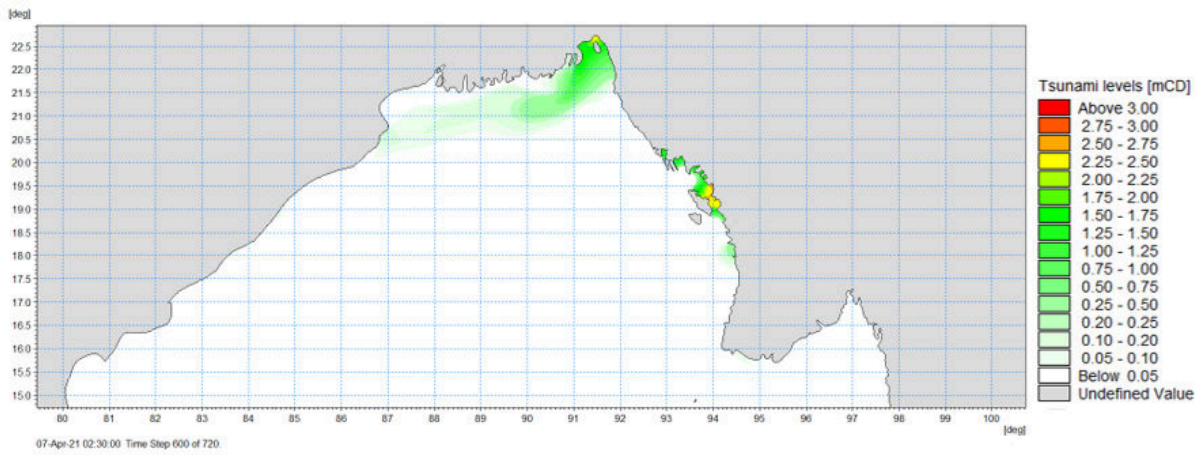 [deg]
22.5
22.0
21.5
21.0
20.5
20.0
19.5
19.0
18.5
18.0
17.5
17.0
16.5
16.0
15.5
15.0
80 81 82 83 84 85 86 87 88 89 90 91 92 93 94 95 96 97 98 99 100
[deg]
07-Apr-21 02:30:00 Time Step 600 of 720.
Tsunami levels [mCD]
Above 3.00
2.75 - 3.00
2.50 - 2.75
2.25 - 2.50
2.00 - 2.25
1.75 - 2.00
1.50 - 1.75
1.25 - 1.50
1.00 - 1.25
0.75 - 1.00
0.50 - 0.75
0.25 - 0.50
0.20 - 0.25
0.10 - 0.20
0.05 - 0.10
Below 0.05
Undefined Value